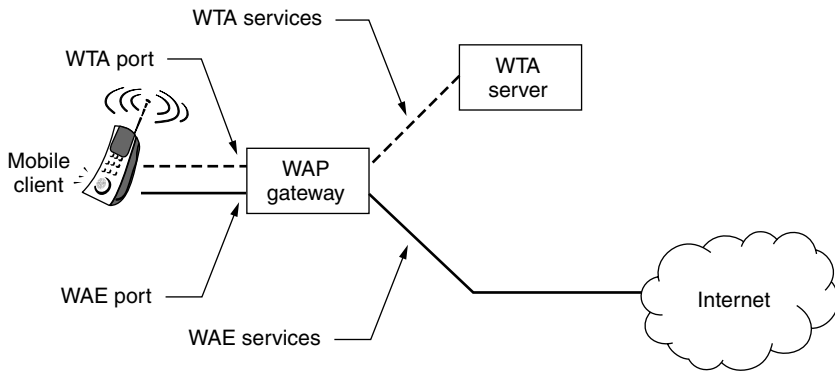 WTA services
WTA port
WTA
server
Mobile
client
WAP
gateway
WAE port
WAE services
Internet